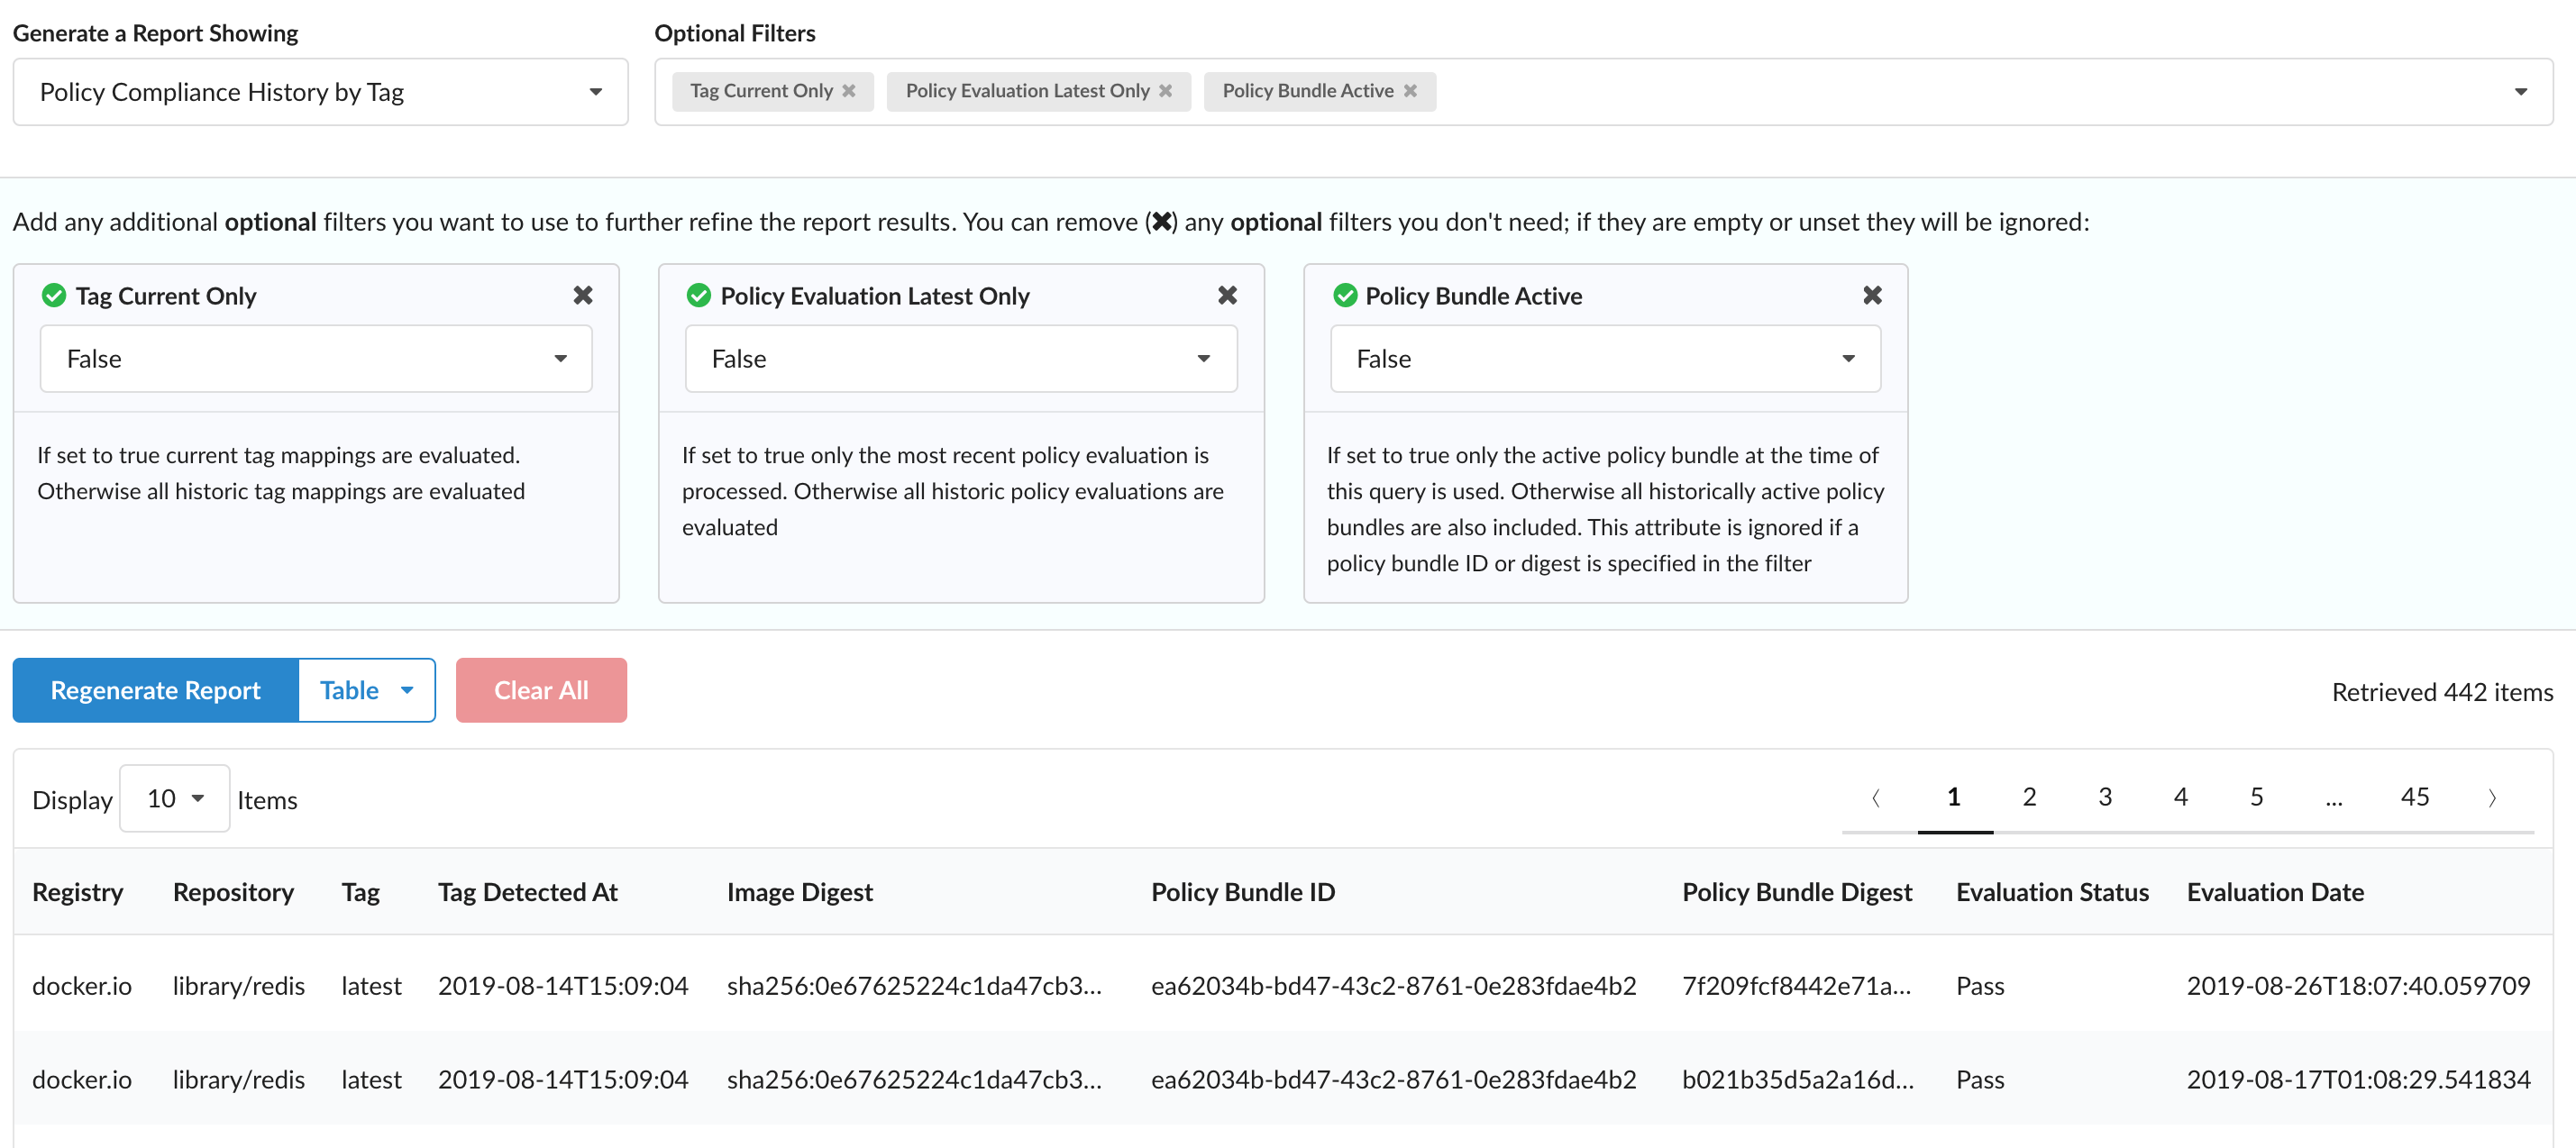 Generate a Report Showing
Optional Filters
Policy Compliance History by Tag
Tag Current Only ✖ Policy Evaluation Latest Only ✖ Policy Bundle Active ✖
Add any additional optional filters you want to use to further refine the report results. You can remove (✖) any optional filters you don't need; if they are empty or unset they will be ignored:
Tag Current Only
False
If set to true current tag mappings are evaluated.
Otherwise all historic tag mappings are evaluated
Policy Evaluation Latest Only
False
If set to true only the most recent policy evaluation is
processed. Otherwise all historic policy evaluations are
evaluated
Policy Bundle Active
False
If set to true only the active policy bundle at the time of
this query is used. Otherwise all historically active policy
bundles are also included. This attribute is ignored if a
policy bundle ID or digest is specified in the filter
Regenerate Report Table Clear All
Retrieved 442 items
Display 10 Items
〈 1 2 3 4 5 ... 45 〉
Registry Repository Tag Tag Detected At Image Digest Policy Bundle ID Policy Bundle Digest Evaluation Status Evaluation Date
docker.io library/redis latest 2019-08-14T15:09:04 sha256:0e67625224c1da47cb3... ea62034b-bd47-43c2-8761-0e283fdae4b2 7f209fcf8442e71a... Pass 2019-08-26T18:07:40.059709
docker.io library/redis latest 2019-08-14T15:09:04 sha256:0e67625224c1da47cb3... ea62034b-bd47-43c2-8761-0e283fdae4b2 b021b35d5a2a16d... Pass 2019-08-17T01:08:29.541834